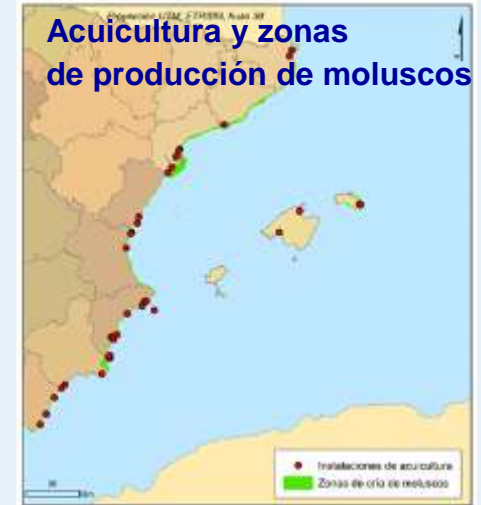 Acuicultura y zonas
de producción de moluscos
Instalaciones de acuicultura
Zonas de cría de moluscos